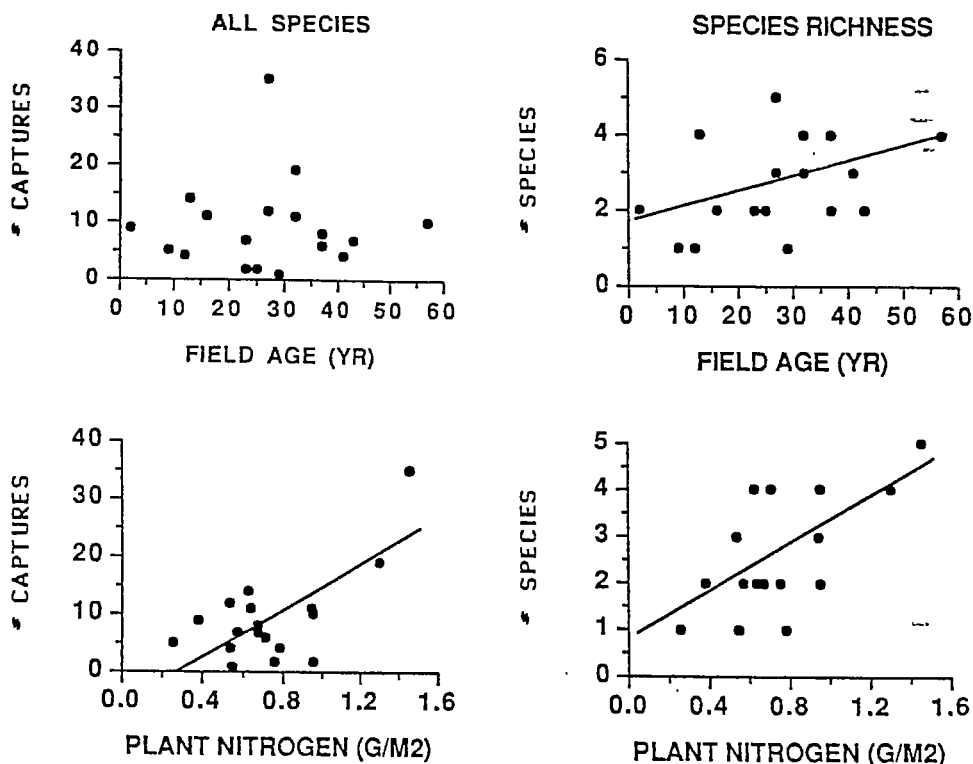 ALL SPECIES
40
30
20
10
0
# CAPTURES
0 10 20 30 40 50 60
FIELD AGE (YR)
SPECIES RICHNESS
6
4
2
0
# SPECIES
0 10 20 30 40 50 60
FIELD AGE (YR)
40
30
20
10
0
# CAPTURES
0.0 0.4 0.8 1.2 1.6
PLANT NITROGEN (G/M2)
5
4
3
2
1
0
# SPECIES
0.0 0.4 0.8 1.2 1.6
PLANT NITROGEN (G/M2)